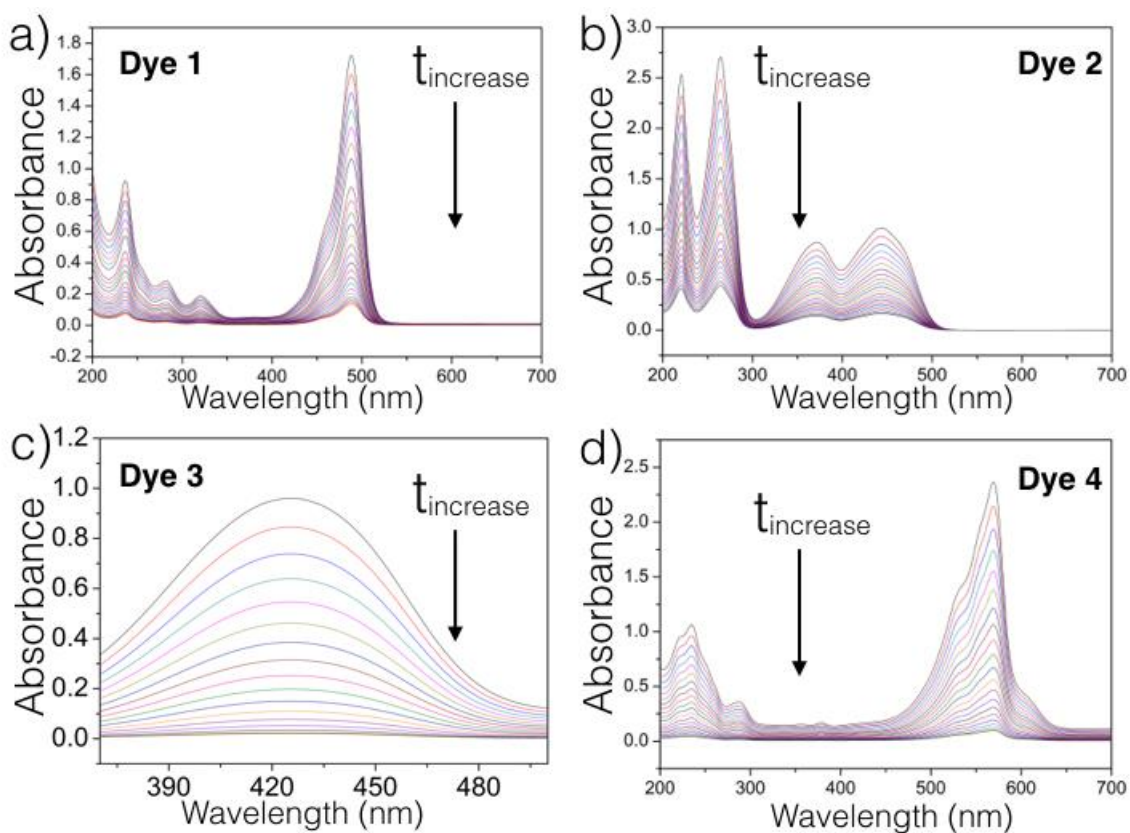 a)
Dye 1
t increase
Absorbance
1.8
1.6
1.4
1.2
1.0
0.8
0.6
0.4
0.2
0.0
-0.2
200 300 400 500 600 700
Wavelength (nm)
b)
Dye 2
t increase
Absorbance
3.0
2.5
2.0
1.5
1.0
0.5
0.0
200 300 400 500 600 700
Wavelength (nm)
c)
Dye 3
t increase
Absorbance
1.2
1.0
0.8
0.6
0.4
0.2
0.0
390 420 450 480
Wavelength (nm)
d)
Dye 4
t increase
Absorbance
2.5
2.0
1.5
1.0
0.5
0.0
200 300 400 500 600 700
Wavelength (nm)